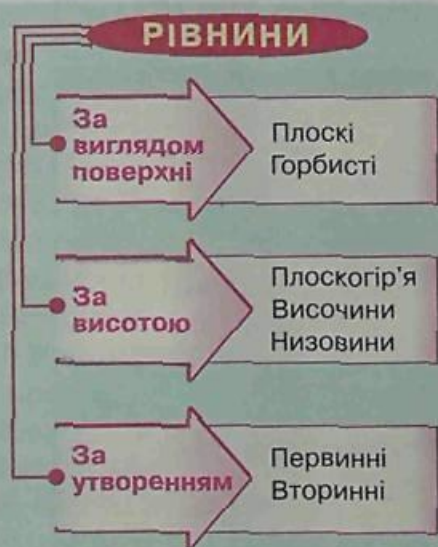 РІВНИНИ
За
виглядом
поверхні
Плоскі
Горбисті
За
висотою
Плоскогір'я
Височини
Низовини
За
утворенням
Первинні
Вторинні